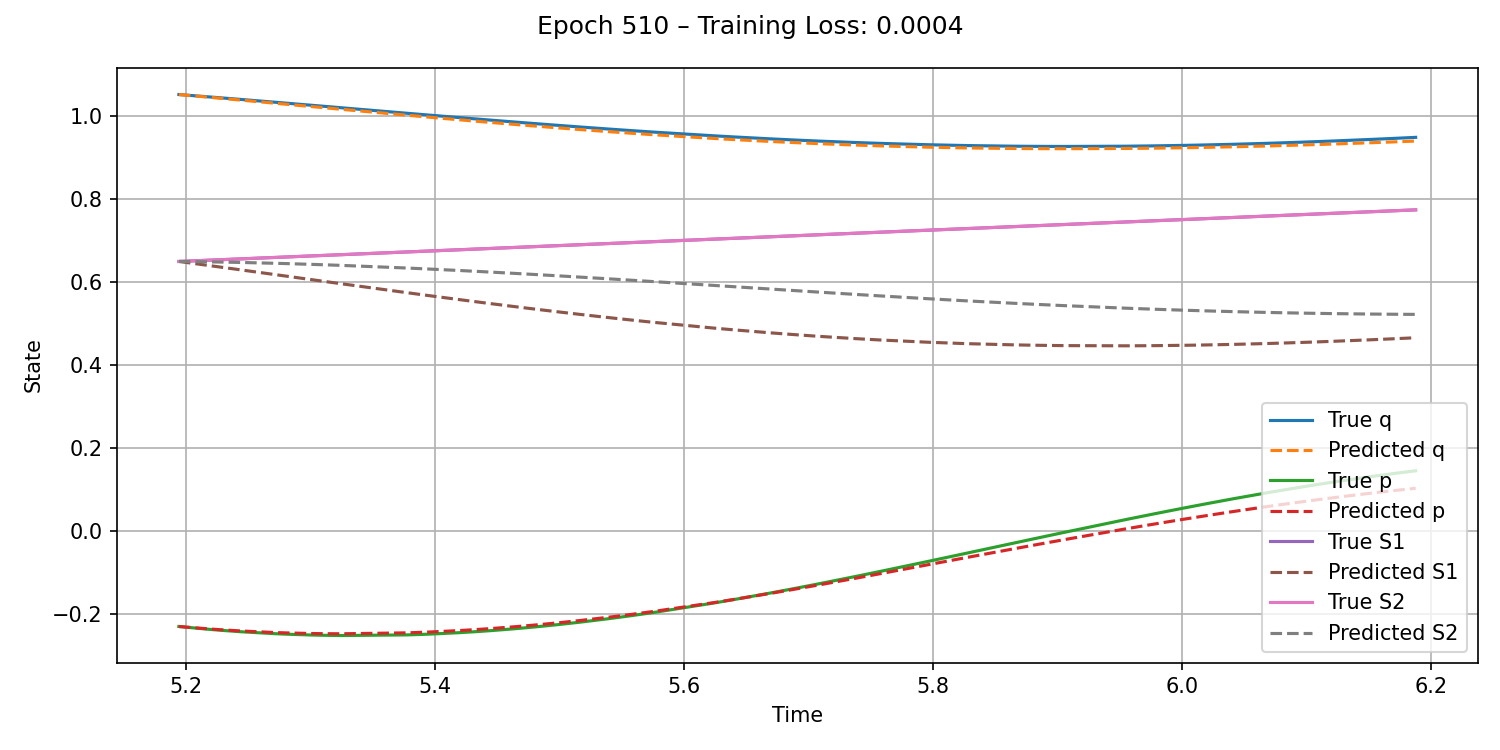 Epoch 510 – Training Loss: 0.0004
State
1.0
0.8
0.6
0.4
0.2
0.0
−0.2
True q
Predicted q
True p
Predicted p
True S1
Predicted S1
True S2
Predicted S2
5.2 5.4 5.6 5.8 6.0 6.2
Time